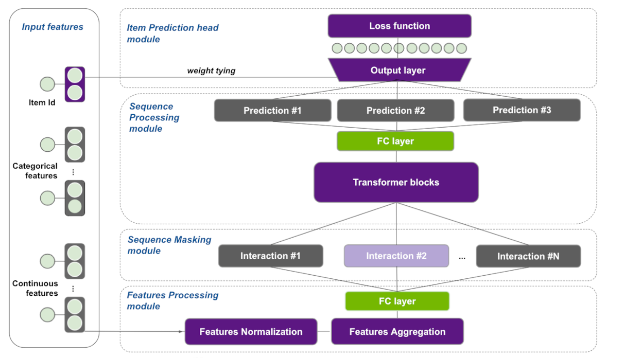 Input features
Item Id
Categorical
features
⋮
Continuous
features
⋮
Item Prediction head
module
Loss function
weight tying
Output layer
Sequence
Processing
module
Prediction #1
Prediction #2
Prediction #3
FC layer
Transformer blocks
Sequence Masking
module
Interaction #1
Interaction #2
...
Interaction #N
Features Processing
module
FC layer
Features Normalization
Features Aggregation